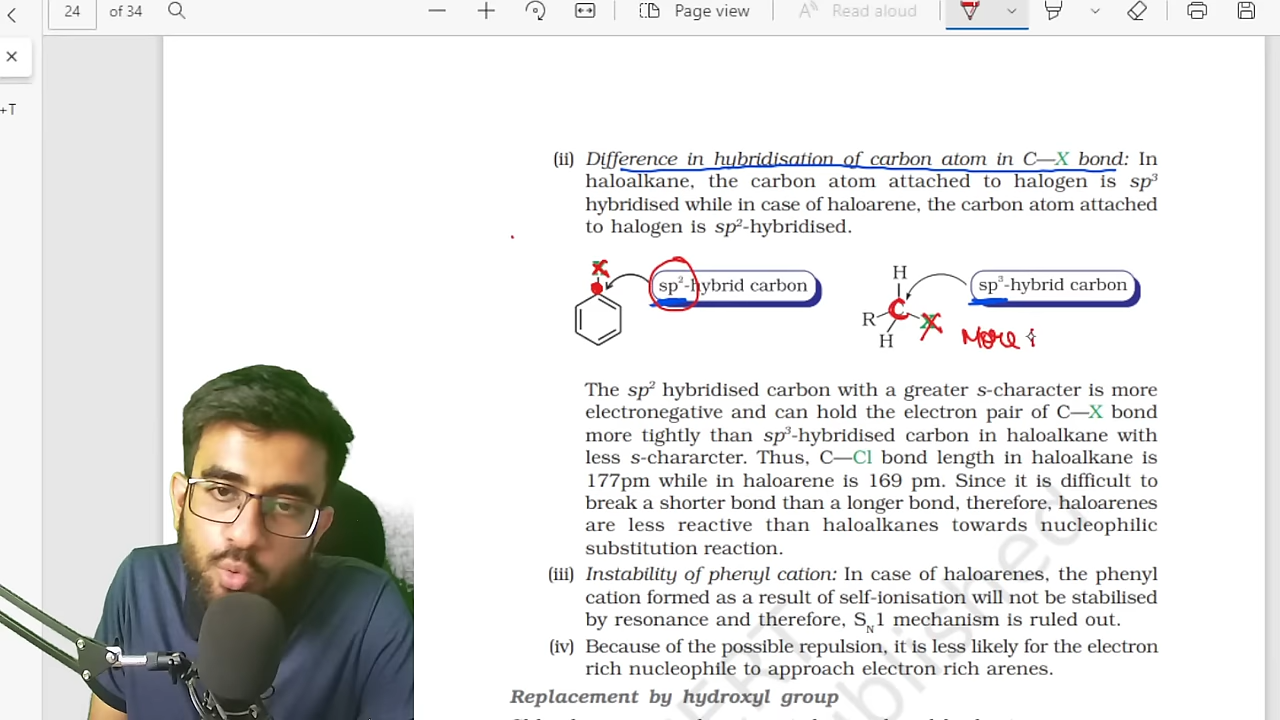 24 of 34 Page view Read aloud
+T
(ii) Difference in hybridisation of carbon atom in C—X bond: In
haloalkane, the carbon atom attached to halogen is sp³
hybridised while in case of haloarene, the carbon atom attached
to halogen is sp²-hybridised.
X
sp²-hybrid carbon
H
sp³-hybrid carbon
R C X
H
More
The sp² hybridised carbon with a greater s-character is more
electronegative and can hold the electron pair of C—X bond
more tightly than sp³-hybridised carbon in haloalkane with
less s-chararcter. Thus, C—Cl bond length in haloalkane is
177pm while in haloarene is 169 pm. Since it is difficult to
break a shorter bond than a longer bond, therefore, haloarenes
are less reactive than haloalkanes towards nucleophilic
substitution reaction.
(iii) Instability of phenyl cation: In case of haloarenes, the phenyl
cation formed as a result of self-ionisation will not be stabilised
by resonance and therefore, SN1 mechanism is ruled out.
(iv) Because of the possible repulsion, it is less likely for the electron
rich nucleophile to approach electron rich arenes.
Replacement by hydroxyl group